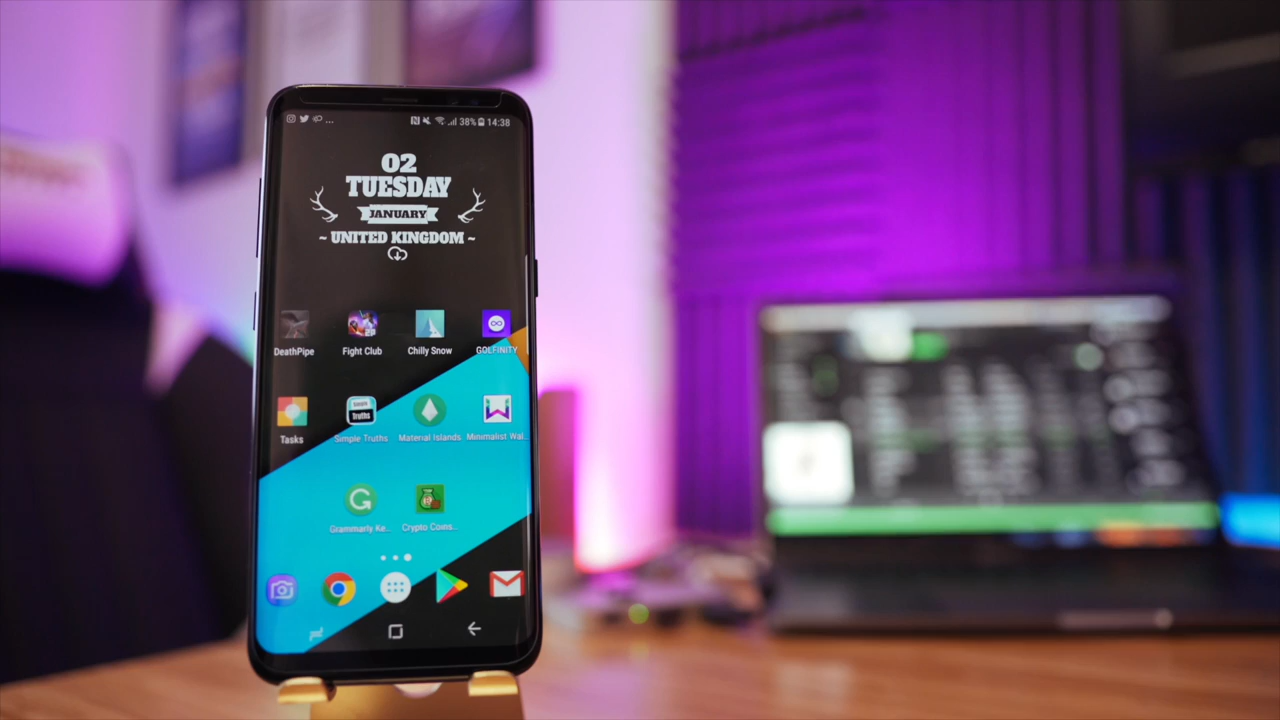 ... 38% 14:38
02
TUESDAY
JANUARY
~ UNITED KINGDOM ~
DeathPipe Fight Club Chilly Snow GOLFINITY
Tasks Simple Truths Material Islands Minimalist Wal..
Grammarly Ke.. Crypto Coins..